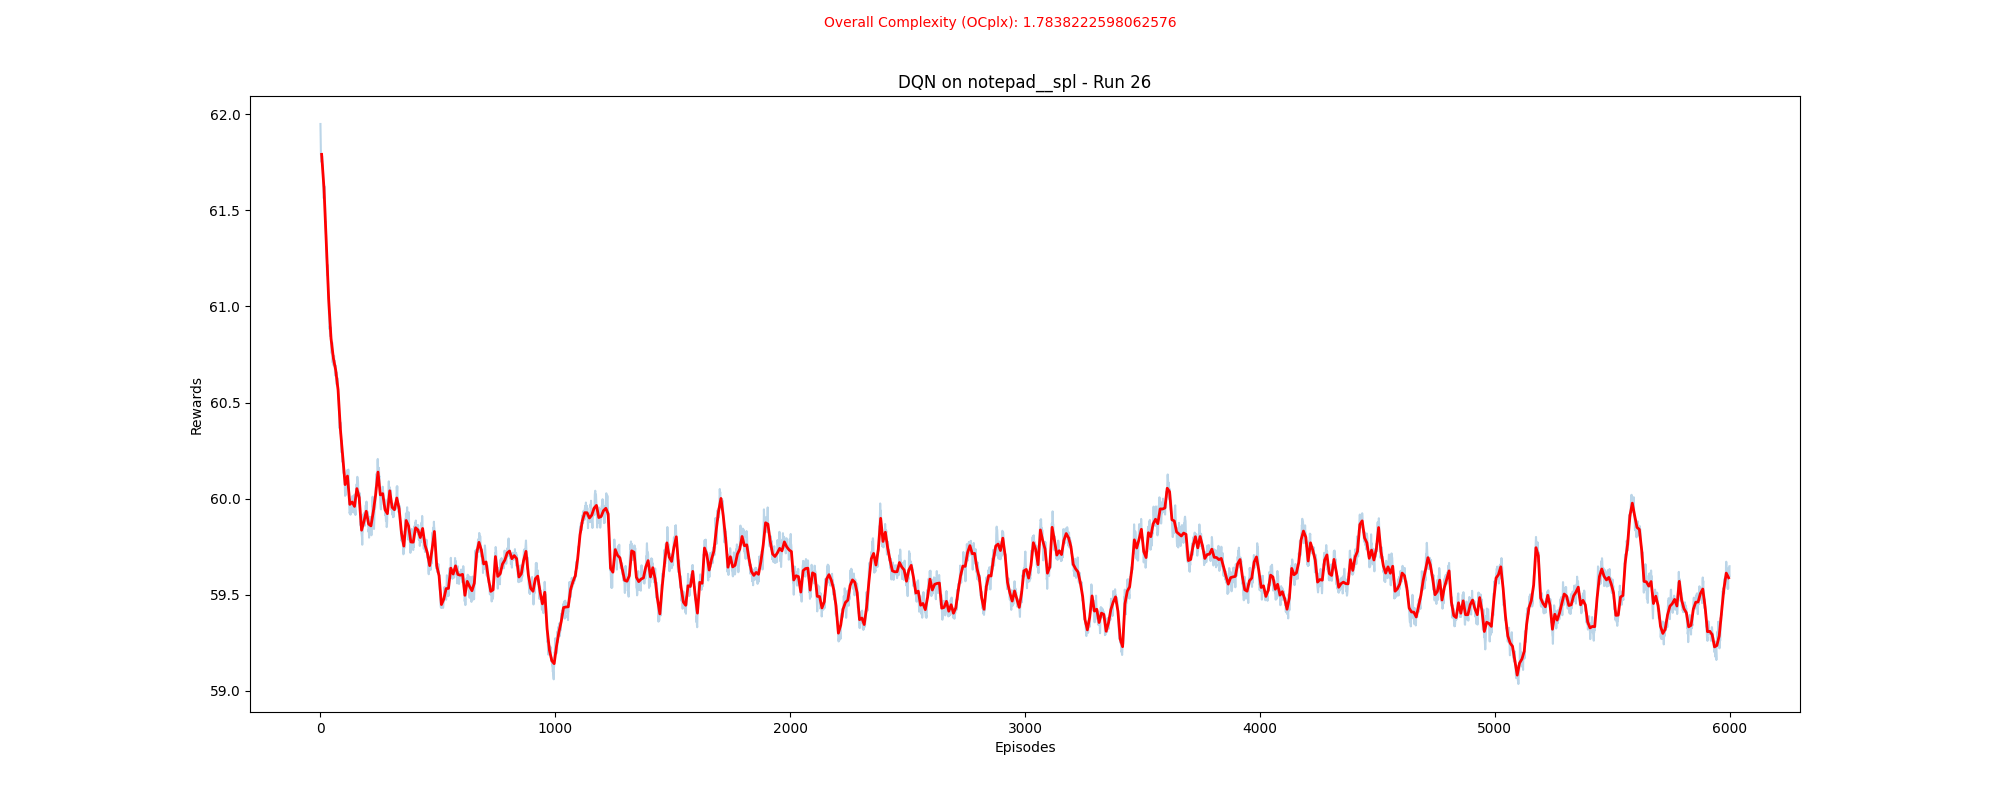 Overall Complexity (OCplx): 1.7838222598062576
DQN on notepad__spl - Run 26
62.0
61.5
61.0
60.5
60.0
59.5
59.0
Rewards
0 1000 2000 3000 4000 5000 6000
Episodes